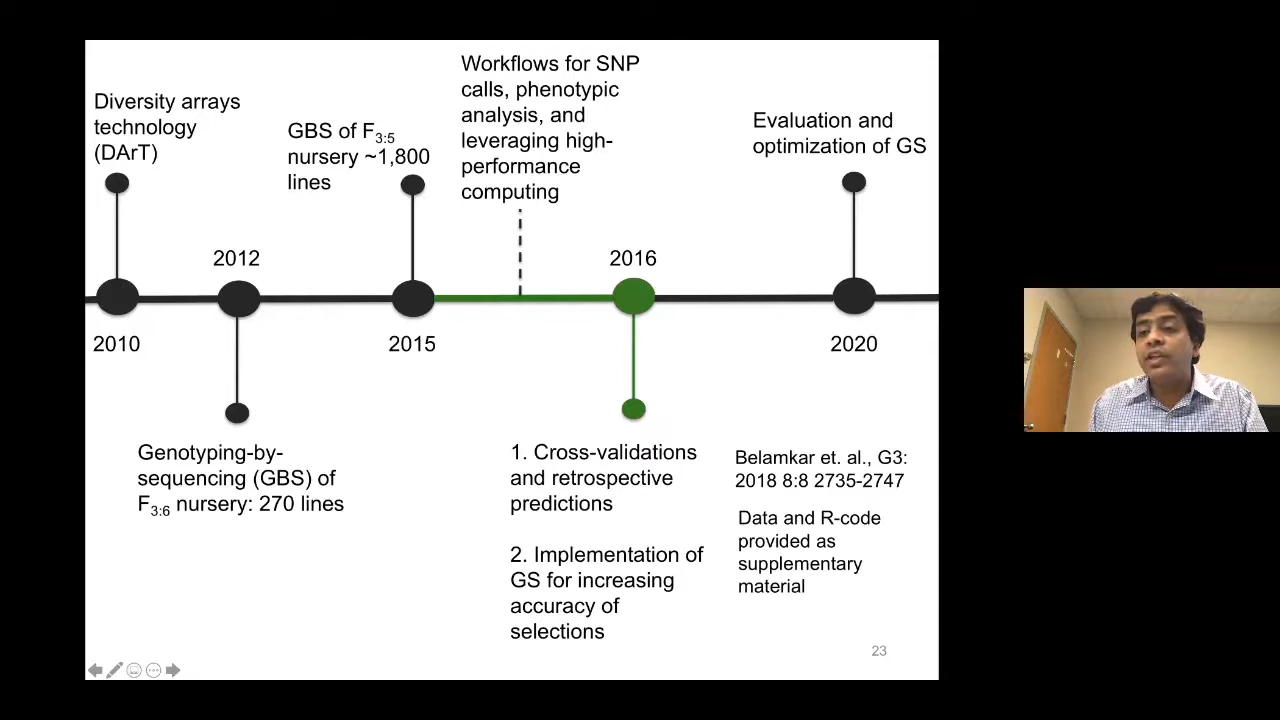 Diversity arrays
technology
(DArT)
GBS of F3:5
nursery ~1,800
lines
Workflows for SNP
calls, phenotypic
analysis, and
leveraging high-
performance
computing
Evaluation and
optimization of GS
2012
2016
2010
2015
2020
Genotyping-by-
sequencing (GBS) of
F3:6 nursery: 270 lines
1. Cross-validations
and retrospective
predictions
2. Implementation of
GS for increasing
accuracy of
selections
Belamkar et. al., G3:
2018 8:8 2735-2747
Data and R-code
provided as
supplementary
material
23